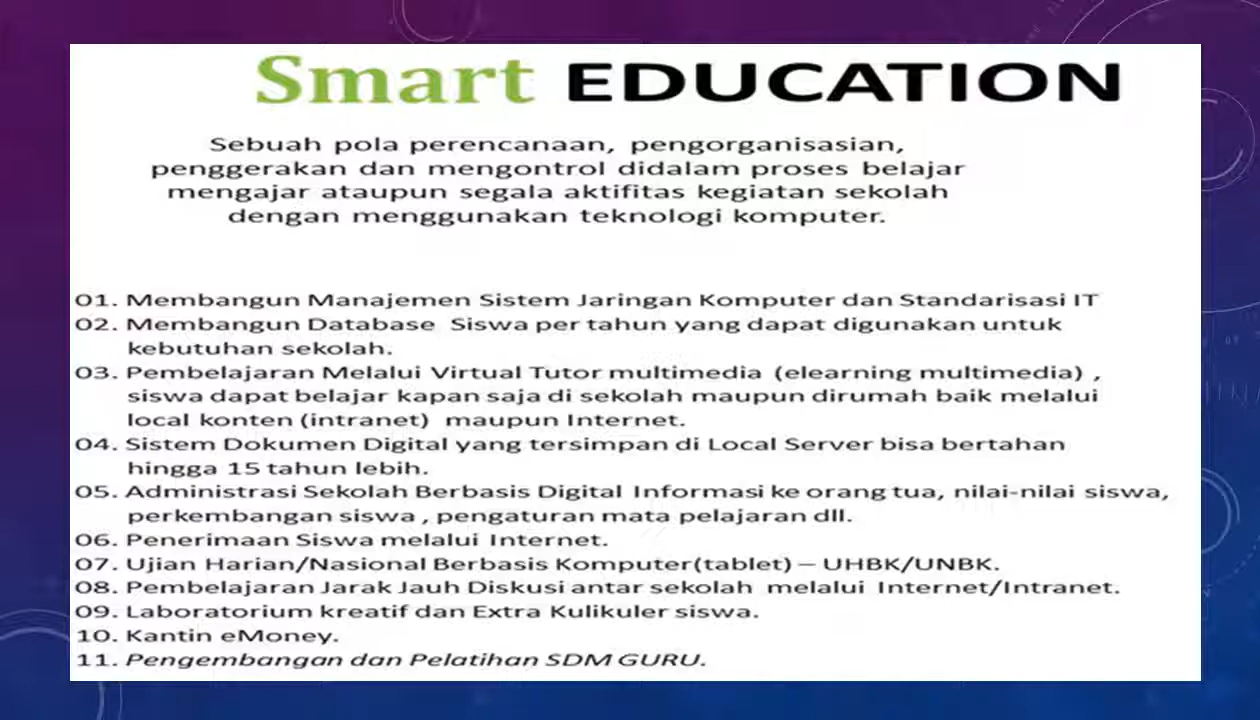 Smart EDUCATION
Sebuah pola perencanaan, pengorganisasian,
penggerakan dan mengontrol didalam proses belajar
mengajar ataupun segala aktifitas kegiatan sekolah
dengan menggunakan teknologi komputer.
01. Membangun Manajemen Sistem Jaringan Komputer dan Standarisasi IT
02. Membangun Database Siswa per tahun yang dapat digunakan untuk
kebutuhan sekolah.
03. Pembelajaran Melalui Virtual Tutor multimedia (elearning multimedia) ,
siswa dapat belajar kapan saja di sekolah maupun dirumah baik melalui
local konten (intranet) maupun Internet.
04. Sistem Dokumen Digital yang tersimpan di Local Server bisa bertahan
hingga 15 tahun lebih.
05. Administrasi Sekolah Berbasis Digital Informasi ke orang tua, nilai-nilai siswa,
perkembangan siswa , pengaturan mata pelajaran dll.
06. Penerimaan Siswa melalui Internet.
07. Ujian Harian/Nasional Berbasis Komputer(tablet) – UHBK/UNBK.
08. Pembelajaran Jarak Jauh Diskusi antar sekolah melalui Internet/Intranet.
09. Laboratorium kreatif dan Extra Kulikuler siswa.
10. Kantin eMoney.
11. Pengembangan dan Pelatihan SDM GURU.